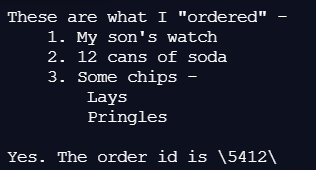 These are what I "ordered" -
1. My son's watch
2. 12 cans of soda
3. Some chips -
Lays
Pringles
Yes. The order id is \5412\